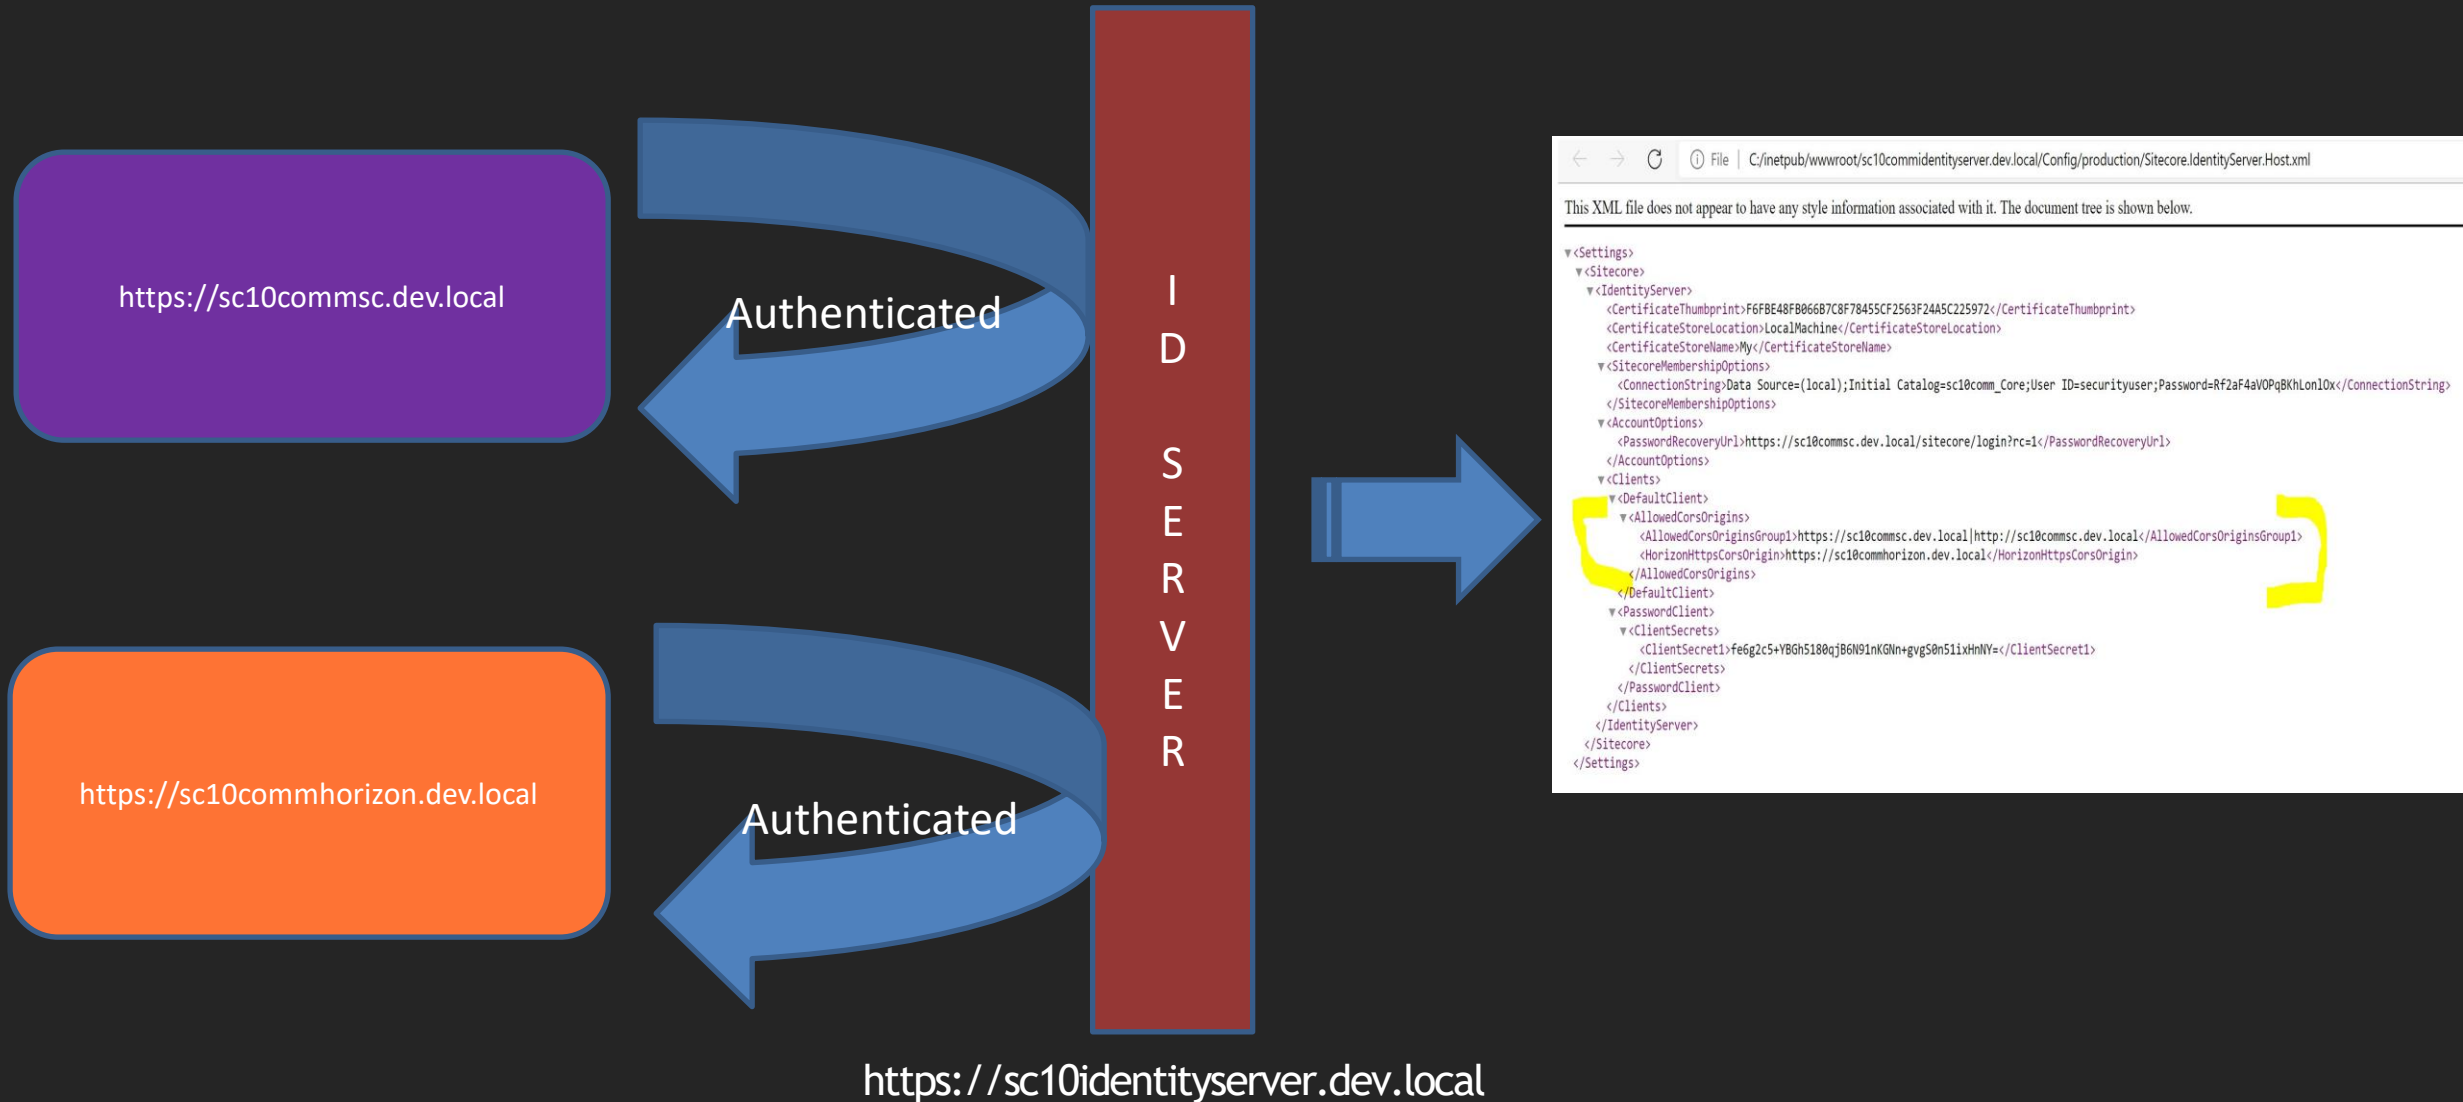 https://sc10commsc.dev.local
Authenticated
https://sc10commhorizon.dev.local
Authenticated
I
D
S
E
R
V
E
R
https://sc10identityserver.dev.local
File | C:/inetpub/wwwroot/sc10commidentityserver.dev.local/Config/production/Sitecore.IdentityServer.Host.xml
This XML file does not appear to have any style information associated with it. The document tree is shown below.
▼<Settings>
▼<Sitecore>
▼<IdentityServer>
<CertificateThumbprint>F6FBE48FB066B7C8F78455CF2563F24A5C225972</CertificateThumbprint>
<CertificateStoreLocation>LocalMachine</CertificateStoreLocation>
<CertificateStoreName>My</CertificateStoreName>
▼<SitecoreMembershipOptions>
<ConnectionString>Data Source=(local);Initial Catalog=sc10comm_Core;User ID=securityuser;Password=Rf2aF4aVOPqBKhLonlOx</ConnectionString>
</SitecoreMembershipOptions>
▼<AccountOptions>
<PasswordRecoveryUrl>https://sc10commsc.dev.local/sitecore/login?rc=1</PasswordRecoveryUrl>
</AccountOptions>
▼<Clients>
▼<DefaultClient>
▼<AllowedCorsOrigins>
<AllowedCorsOriginsGroup1>https://sc10commsc.dev.local|http://sc10commsc.dev.local</AllowedCorsOriginsGroup1>
<HorizonHttpsCorsOrigin>https://sc10commhorizon.dev.local</HorizonHttpsCorsOrigin>
</AllowedCorsOrigins>
</DefaultClient>
▼<PasswordClient>
▼<ClientSecrets>
<ClientSecret1>fe6g2c5+YBGh5180qjB6N91nKGNn+gvgS0n51ixHnNY=</ClientSecret1>
</ClientSecrets>
</PasswordClient>
</Clients>
</IdentityServer>
</Sitecore>
</Settings>